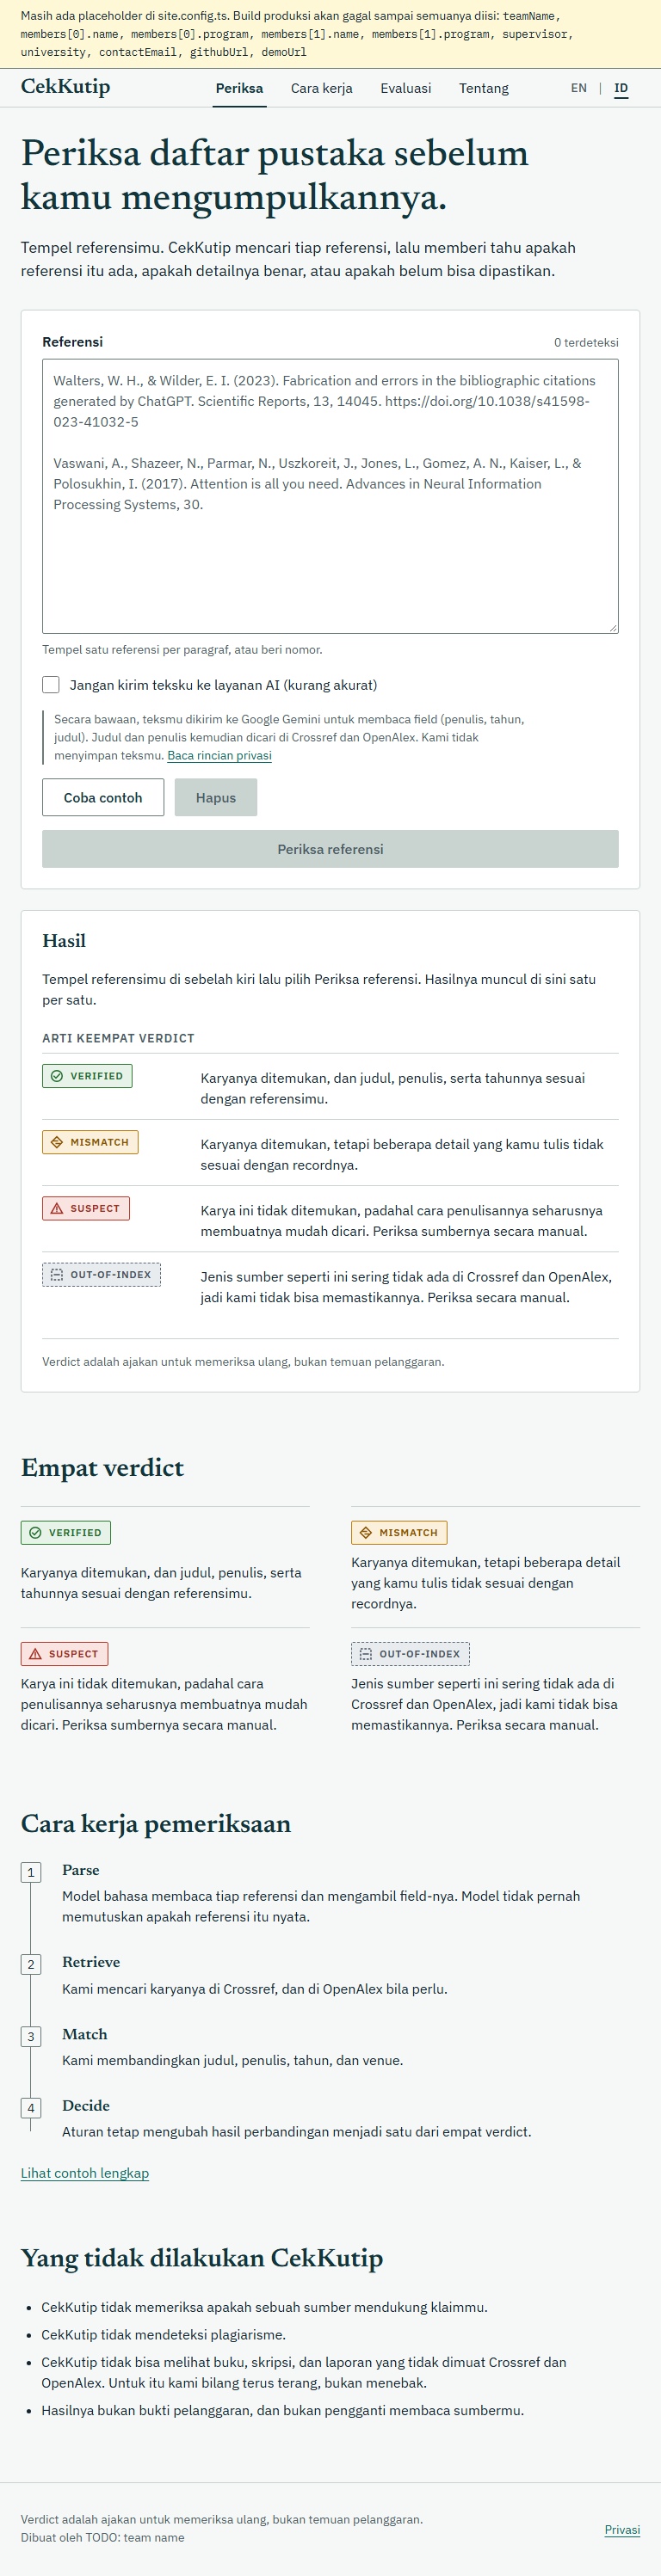 Masih ada placeholder di site.config.ts. Build produksi akan gagal sampai semuanya diisi: teamName,
members[0].name, members[0].program, members[1].name, members[1].program, supervisor,
university, contactEmail, githubUrl, demoUrl
CekKutip
Periksa
Cara kerja
Evaluasi
Tentang
EN | ID
Periksa daftar pustaka sebelum
kamu mengumpulkannya.
Tempel referensimu. CekKutip mencari tiap referensi, lalu memberi tahu apakah
referensi itu ada, apakah detailnya benar, atau apakah belum bisa dipastikan.
Referensi
0 terdeteksi
Walters, W. H., & Wilder, E. I. (2023). Fabrication and errors in the bibliographic citations
generated by ChatGPT. Scientific Reports, 13, 14045. https://doi.org/10.1038/s41598-
023-41032-5
Vaswani, A., Shazeer, N., Parmar, N., Uszkoreit, J., Jones, L., Gomez, A. N., Kaiser, L., &
Polosukhin, I. (2017). Attention is all you need. Advances in Neural Information
Processing Systems, 30.
Tempel satu referensi per paragraf, atau beri nomor.
Jangan kirim teksku ke layanan AI (kurang akurat)
Secara bawaan, teksmu dikirim ke Google Gemini untuk membaca field (penulis, tahun,
judul). Judul dan penulis kemudian dicari di Crossref dan OpenAlex. Kami tidak
menyimpan teksmu. Baca rincian privasi
Coba contoh
Hapus
Periksa referensi
Hasil
Tempel referensimu di sebelah kiri lalu pilih Periksa referensi. Hasilnya muncul di sini satu
per satu.
ARTI KEEMPAT VERDICT
VERIFIED
Karyanya ditemukan, dan judul, penulis, serta tahunnya sesuai
dengan referensimu.
MISMATCH
Karyanya ditemukan, tetapi beberapa detail yang kamu tulis tidak
sesuai dengan recordnya.
SUSPECT
Karya ini tidak ditemukan, padahal cara penulisannya seharusnya
membuatnya mudah dicari. Periksa sumbernya secara manual.
OUT-OF-INDEX
Jenis sumber seperti ini sering tidak ada di Crossref dan OpenAlex,
jadi kami tidak bisa memastikannya. Periksa secara manual.
Verdict adalah ajakan untuk memeriksa ulang, bukan temuan pelanggaran.
Empat verdict
VERIFIED
Karyanya ditemukan, dan judul, penulis, serta
tahunnya sesuai dengan referensimu.
MISMATCH
Karyanya ditemukan, tetapi beberapa detail
yang kamu tulis tidak sesuai dengan
recordnya.
SUSPECT
Karya ini tidak ditemukan, padahal cara
penulisannya seharusnya membuatnya mudah
dicari. Periksa sumbernya secara manual.
OUT-OF-INDEX
Jenis sumber seperti ini sering tidak ada di
Crossref dan OpenAlex, jadi kami tidak bisa
memastikannya. Periksa secara manual.
Cara kerja pemeriksaan
1
Parse
Model bahasa membaca tiap referensi dan mengambil field-nya. Model tidak pernah
memutuskan apakah referensi itu nyata.
2
Retrieve
Kami mencari karyanya di Crossref, dan di OpenAlex bila perlu.
3
Match
Kami membandingkan judul, penulis, tahun, dan venue.
4
Decide
Aturan tetap mengubah hasil perbandingan menjadi satu dari empat verdict.
Lihat contoh lengkap
Yang tidak dilakukan CekKutip
• CekKutip tidak memeriksa apakah sebuah sumber mendukung klaimmu.
• CekKutip tidak mendeteksi plagiarisme.
• CekKutip tidak bisa melihat buku, skripsi, dan laporan yang tidak dimuat Crossref dan
OpenAlex. Untuk itu kami bilang terus terang, bukan menebak.
• Hasilnya bukan bukti pelanggaran, dan bukan pengganti membaca sumbermu.
Verdict adalah ajakan untuk memeriksa ulang, bukan temuan pelanggaran.
Dibuat oleh TODO: team name
Privasi